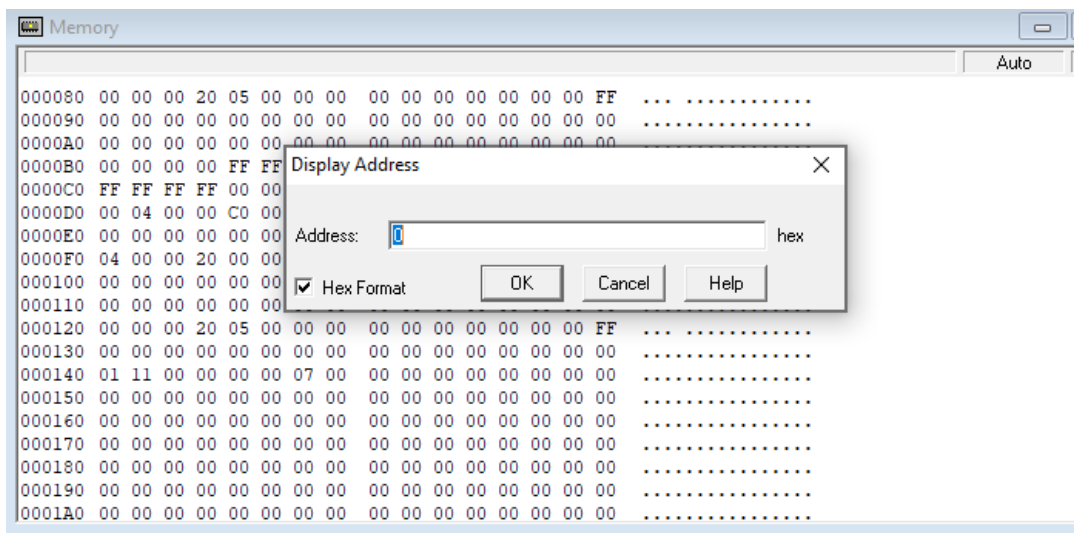 Memory
Auto
000080 00 00 00 20 05 00 00 00 00 00 00 00 00 00 00 FF ... ............
000090 00 00 00 00 00 00 00 00 00 00 00 00 00 00 00 00 ................
0000A0 00 00 00 00 00 00 00 00 00 00 00 00 00 00 00 00
0000B0 00 00 00 00 FF FF
0000C0 FF FF FF FF 00 00
0000D0 00 04 00 00 C0 00
0000E0 00 00 00 00 00 00
0000F0 04 00 00 20 00 00
000100 00 00 00 00 00 00
000110 00 00 00 00 00 00
Display Address
Address: 0 hex
Hex Format OK Cancel Help
000120 00 00 00 20 05 00 00 00 00 00 00 00 00 00 00 FF ... ............
000130 00 00 00 00 00 00 00 00 00 00 00 00 00 00 00 00 ................
000140 01 11 00 00 00 00 07 00 00 00 00 00 00 00 00 00 ................
000150 00 00 00 00 00 00 00 00 00 00 00 00 00 00 00 00 ................
000160 00 00 00 00 00 00 00 00 00 00 00 00 00 00 00 00 ................
000170 00 00 00 00 00 00 00 00 00 00 00 00 00 00 00 00 ................
000180 00 00 00 00 00 00 00 00 00 00 00 00 00 00 00 00 ................
000190 00 00 00 00 00 00 00 00 00 00 00 00 00 00 00 00 ................
0001A0 00 00 00 00 00 00 00 00 00 00 00 00 00 00 00 00 ................